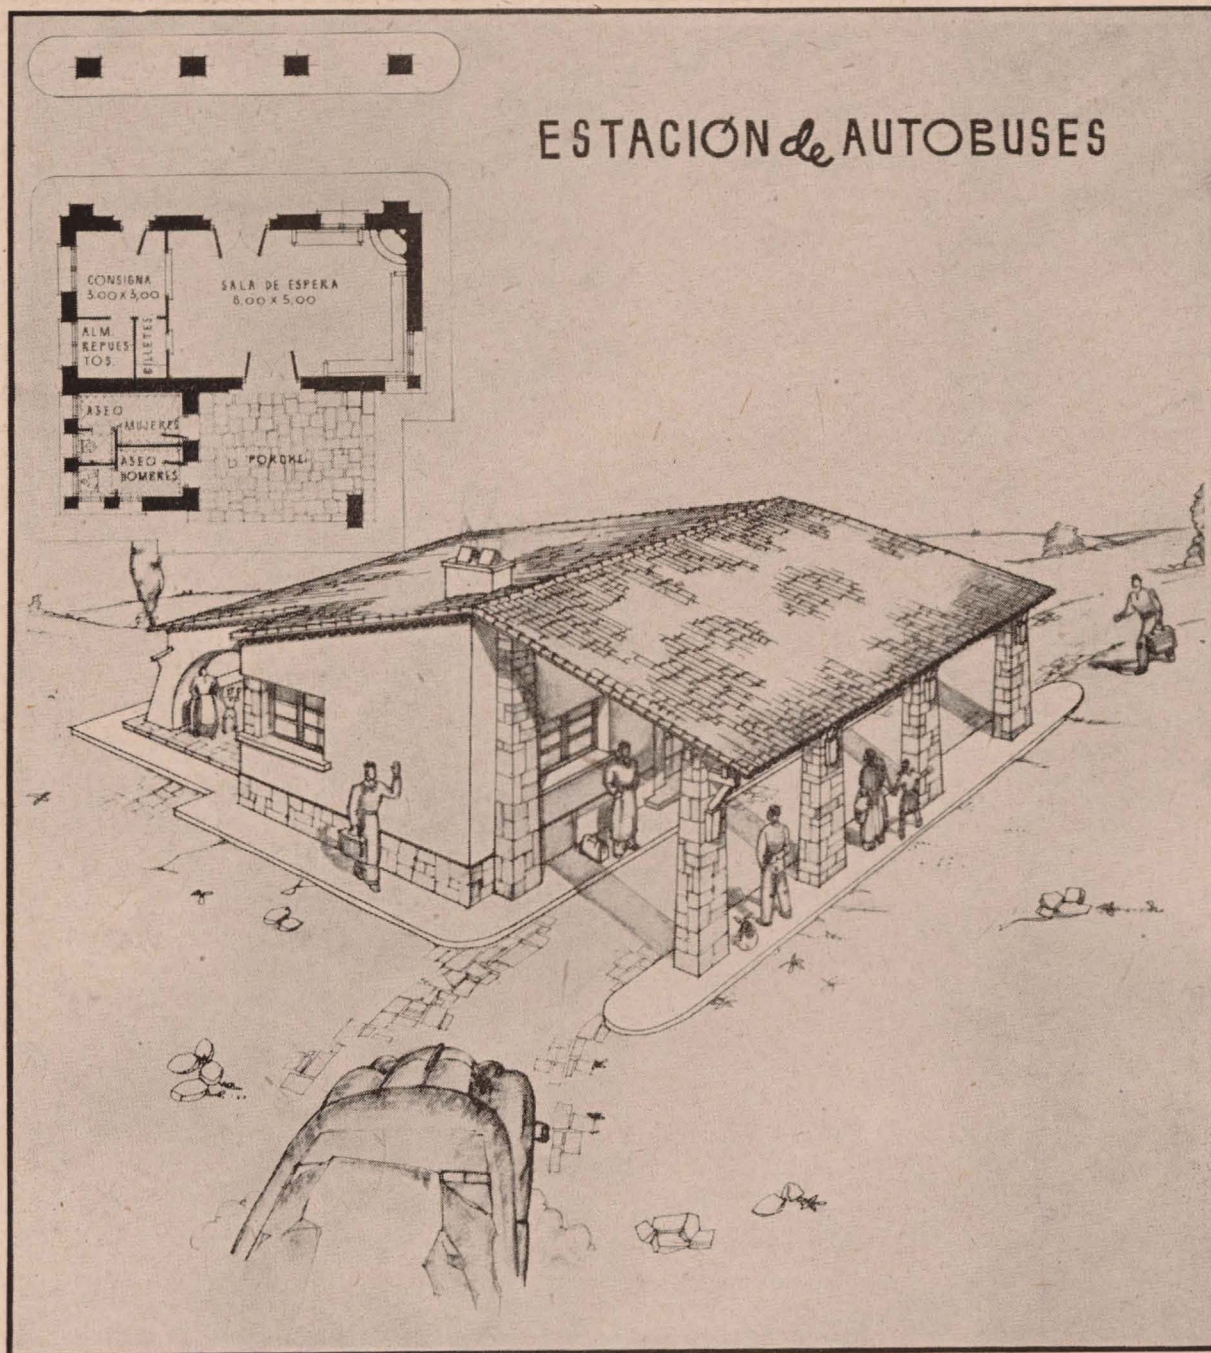 ESTACIÓN de AUTOBUSES
CONSIGNA
3.00 X 3,00
SALA DE ESPERA
8,00 X 5,00
ALM.
REPUES-
TOS.
BILLETES
ASEO
MUJERES
ASEO
HOMBRES
PORCHE